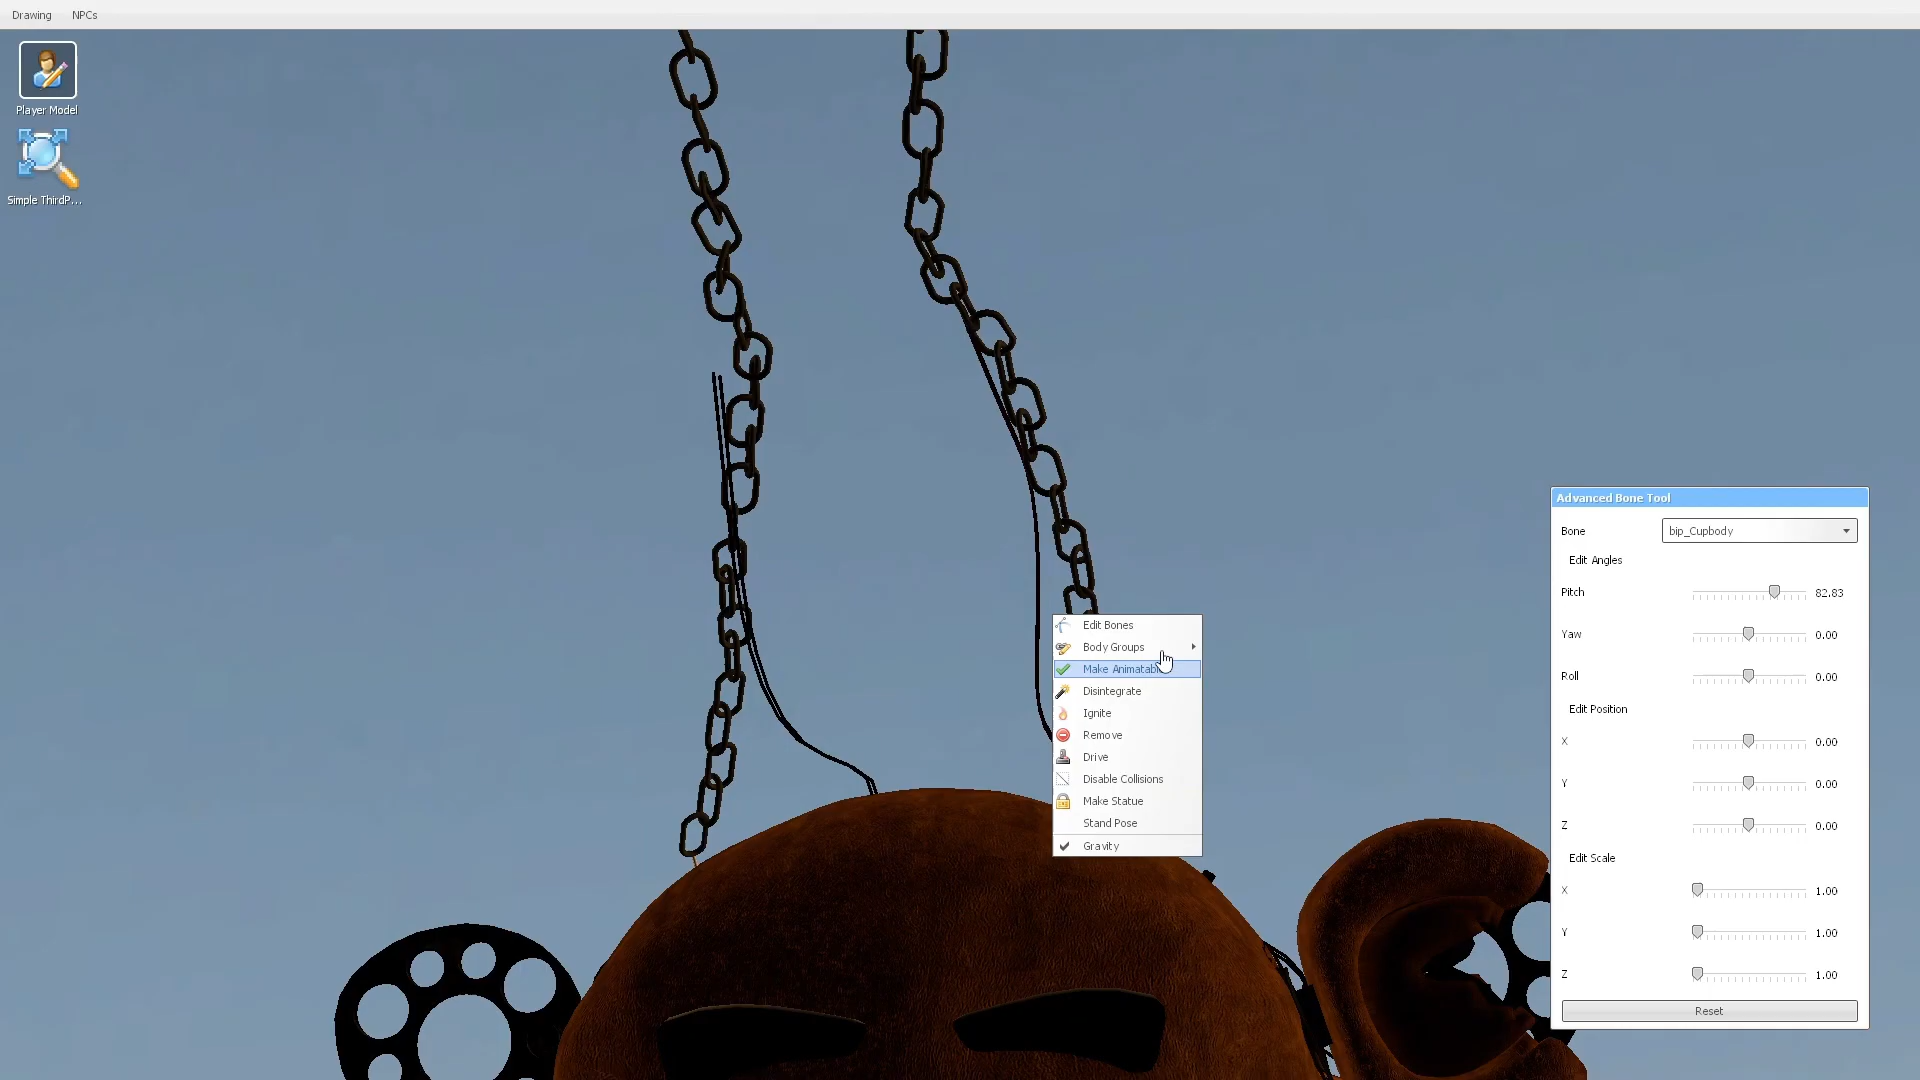 Drawing NPCs
Player Model
Simple ThirdP...
Edit Bones
Body Groups
Make Animatab
Disintegrate
Ignite
Remove
Drive
Disable Collisions
Make Statue
Stand Pose
Gravity
Advanced Bone Tool
Bone bip_Cupbody
Edit Angles
Pitch 82.83
Yaw 0.00
Roll 0.00
Edit Position
X 0.00
Y 0.00
Z 0.00
Edit Scale
X 1.00
Y 1.00
Z 1.00
Reset